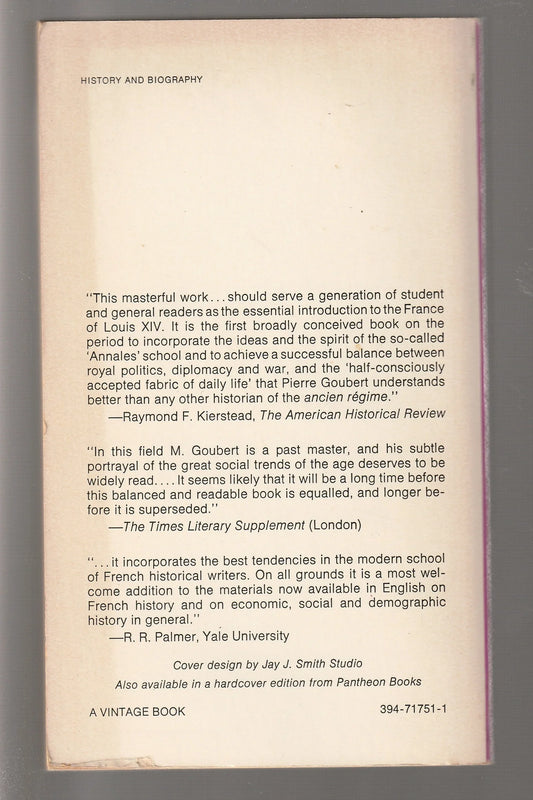 HISTORY AND BIOGRAPHY
"This masterful work...should serve a generation of student
and general readers as the essential introduction to the France
of Louis XIV. It is the first broadly conceived book on the
period to incorporate the ideas and the spirit of the so-called
'Annales' school and to achieve a successful balance between
royal politics, diplomacy and war, and the 'half-consciously
accepted fabric of daily life' that Pierre Goubert understands
better than any other historian of the ancien régime."
—Raymond F. Kierstead, The American Historical Review
"In this field M. Goubert is a past master, and his subtle
portrayal of the great social trends of the age deserves to be
widely read.... It seems likely that it will be a long time before
this balanced and readable book is equalled, and longer be-
fore it is superseded."
—The Times Literary Supplement (London)
"...it incorporates the best tendencies in the modern school
of French historical writers. On all grounds it is a most wel-
come addition to the materials now available in English on
French history and on economic, social and demographic
history in general."
—R. R. Palmer, Yale University
Cover design by Jay J. Smith Studio
Also available in a hardcover edition from Pantheon Books
A VINTAGE BOOK 394-71751-1